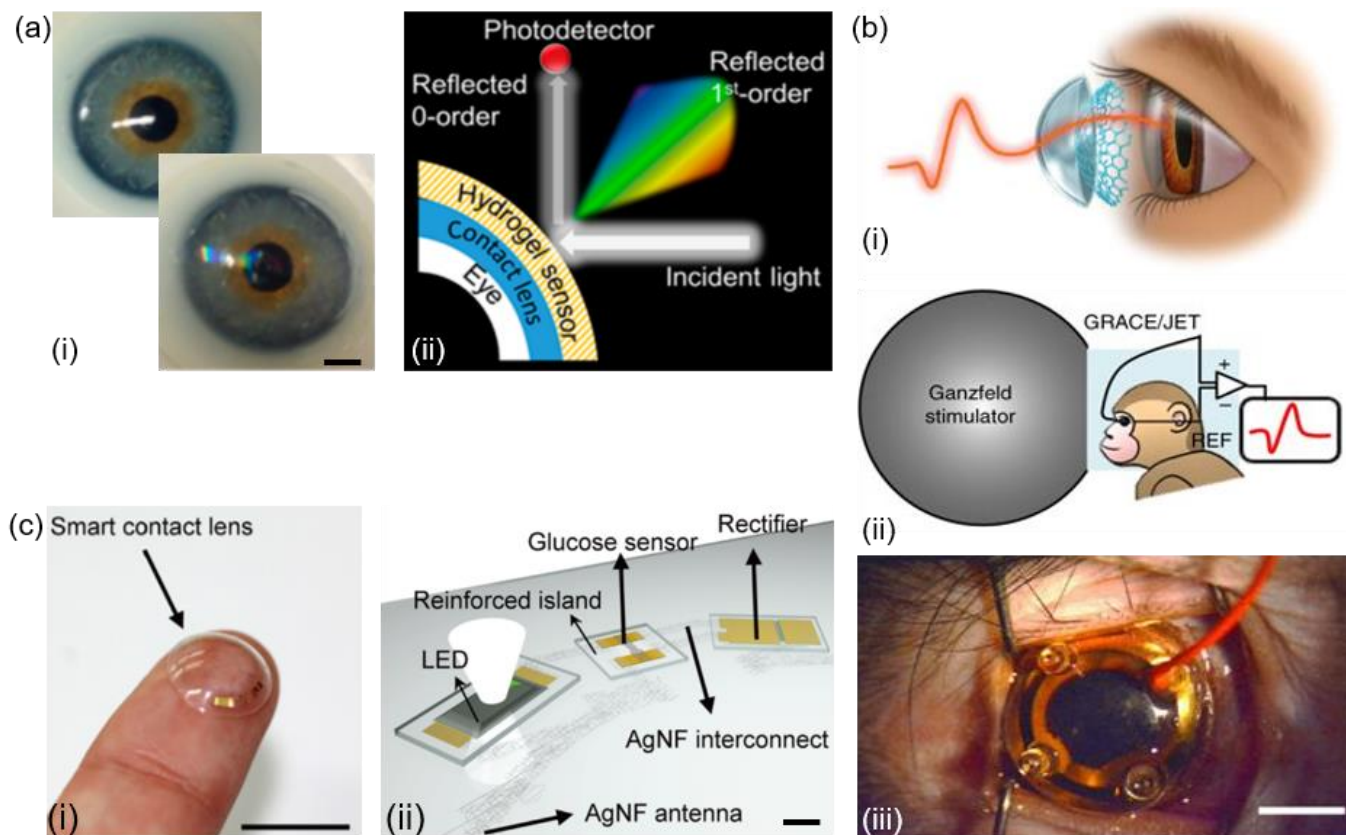 (a)
(i)
Photodetector
Reflected
0-order
Reflected
1st-order
Hydrogel sensor
Contact lens
Eye
Incident light
(ii)
(b)
(i)
GRACE/JET
Ganzfeld
stimulator
+
−
REF
(ii)
(iii)
(c)
Smart contact lens
(i)
Rectifier
Glucose sensor
Reinforced island
LED
AgNF interconnect
AgNF antenna
(ii)